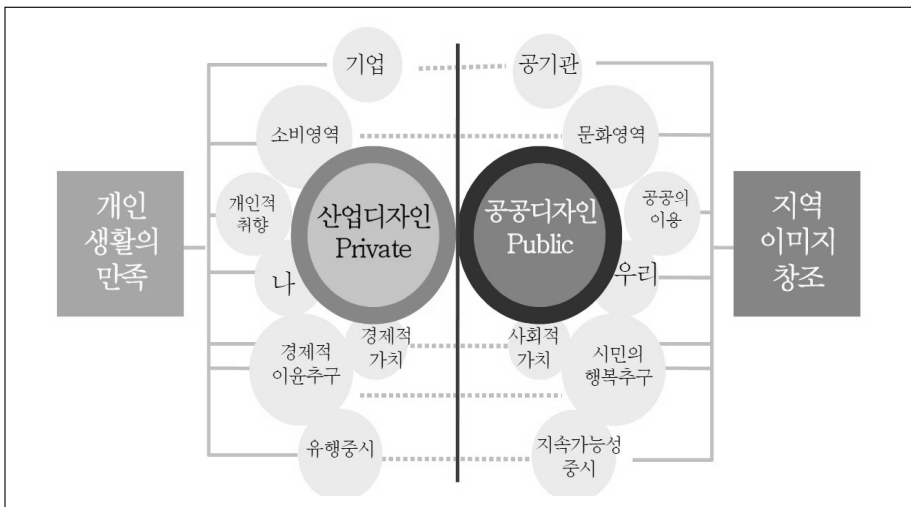 기업
공기관
소비영역
문화영역
개인
생활의
만족
개인적
취향
산업디자인
Private
공공디자인
Public
공공의
이용
지역
이미지
창조
나
우리
경제적
가치
사회적
가치
경제적
이윤추구
시민의
행복추구
유행중시
지속가능성
중시